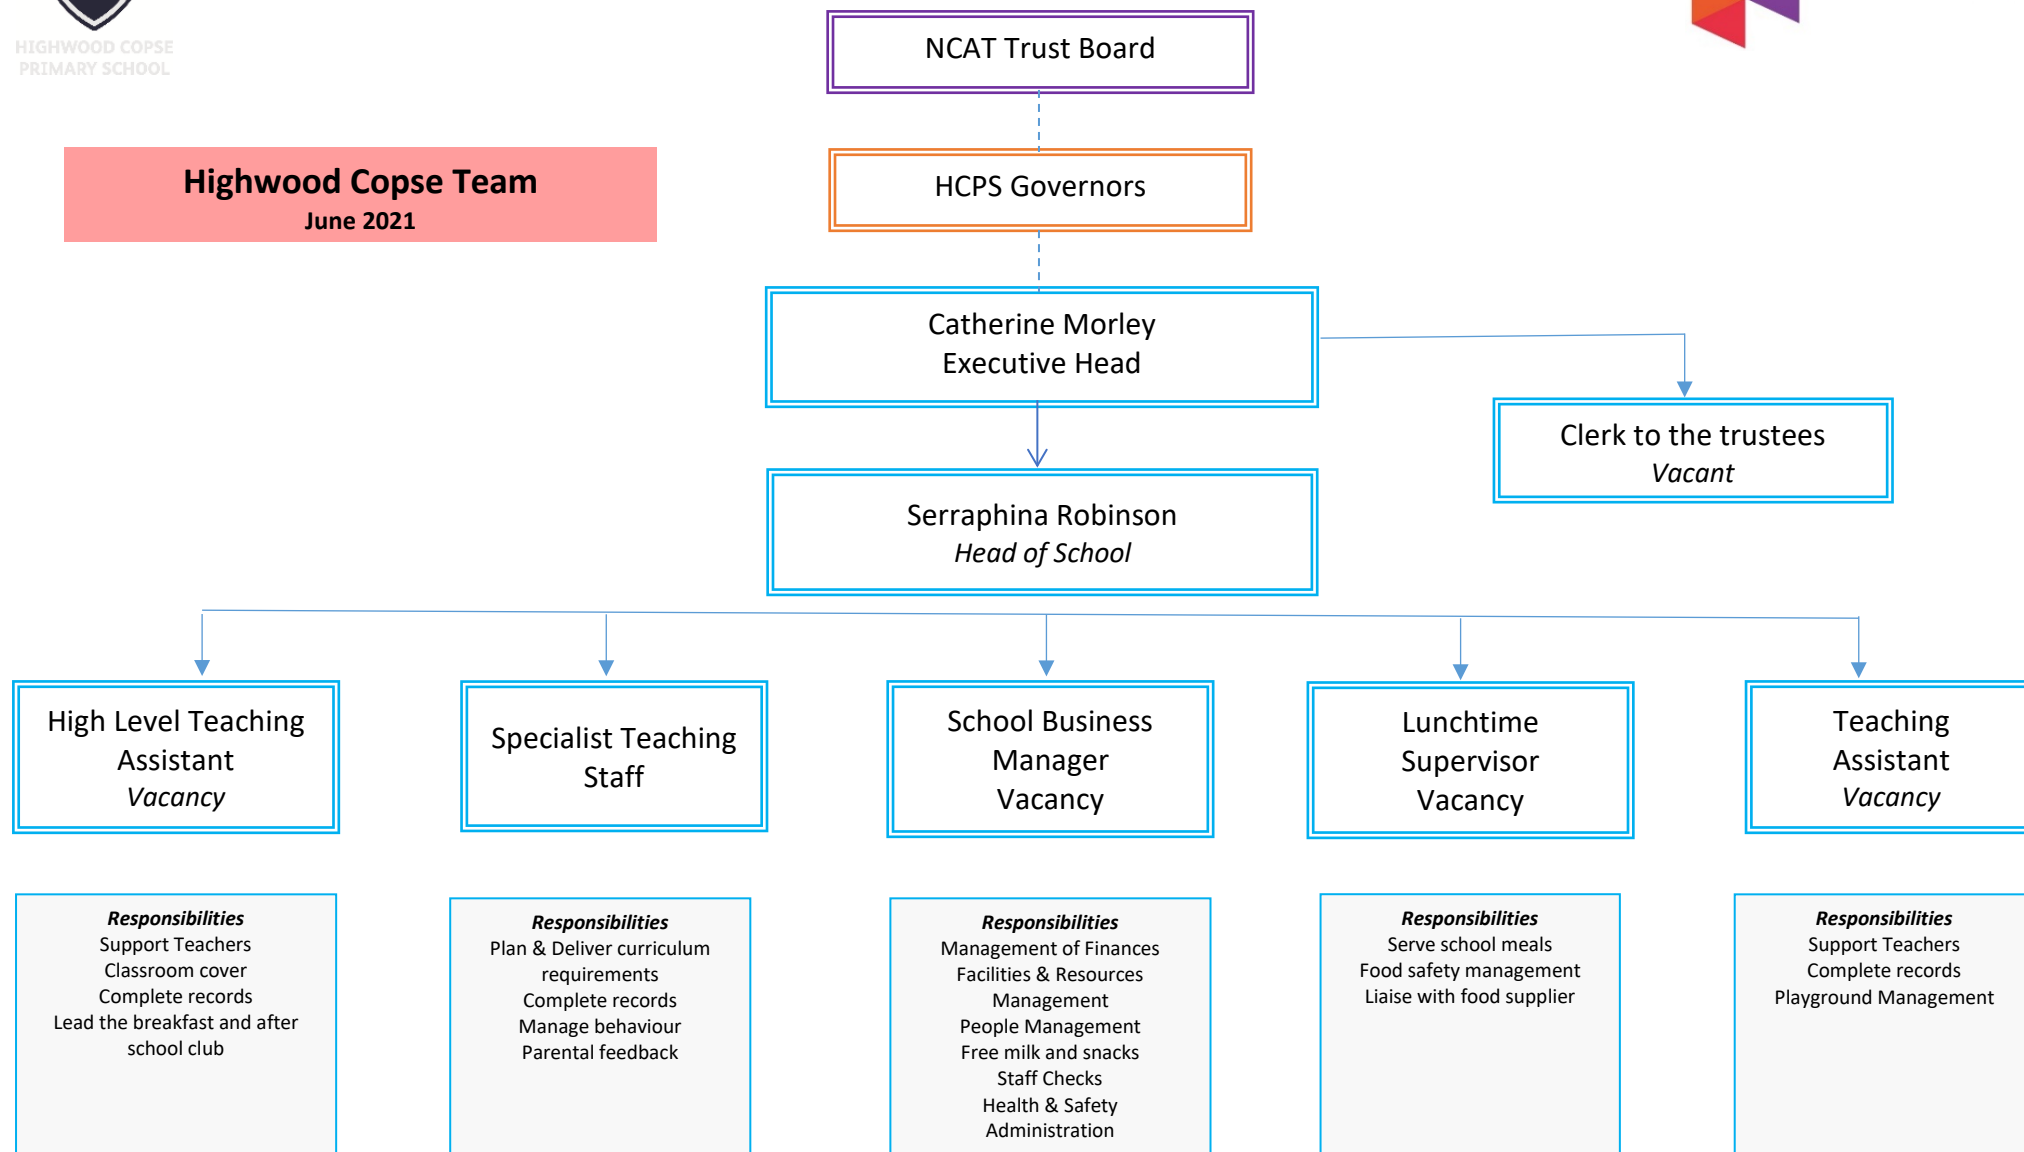 HIGHWOOD COPSE
PRIMARY SCHOOL
NCAT Trust Board
Highwood Copse Team
June 2021
HCPS Governors
Catherine Morley
Executive Head
Clerk to the trustees
Vacant
Serraphina Robinson
Head of School
High Level Teaching
Assistant
Vacancy
Specialist Teaching
Staff
School Business
Manager
Vacancy
Lunchtime
Supervisor
Vacancy
Teaching
Assistant
Vacancy
Responsibilities
Support Teachers
Classroom cover
Complete records
Lead the breakfast and after
school club
Responsibilities
Plan & Deliver curriculum
requirements
Complete records
Manage behaviour
Parental feedback
Responsibilities
Management of Finances
Facilities & Resources
Management
People Management
Free milk and snacks
Staff Checks
Health & Safety
Administration
Responsibilities
Serve school meals
Food safety management
Liaise with food supplier
Responsibilities
Support Teachers
Complete records
Playground Management